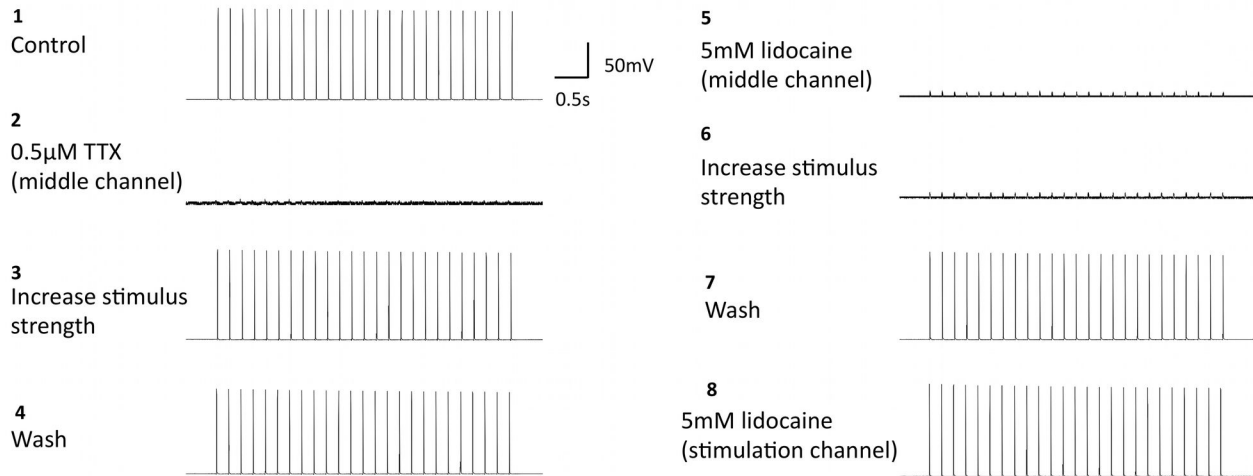 1
Control
50mV
0.5s
2
0.5µM TTX
(middle channel)
3
Increase stimulus
strength
4
Wash
5
5mM lidocaine
(middle channel)
6
Increase stimulus
strength
7
Wash
8
5mM lidocaine
(stimulation channel)